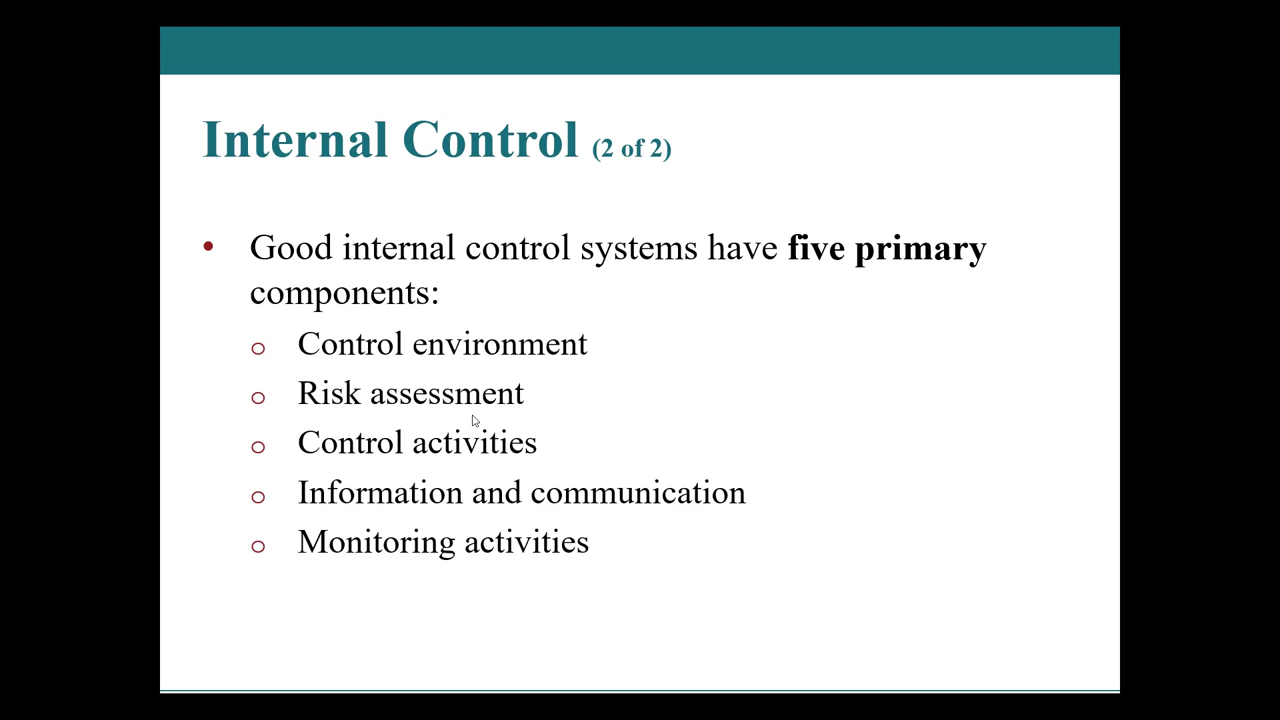 Internal Control (2 of 2)
• Good internal control systems have five primary
components:
o Control environment
o Risk assessment
o Control activities
o Information and communication
o Monitoring activities